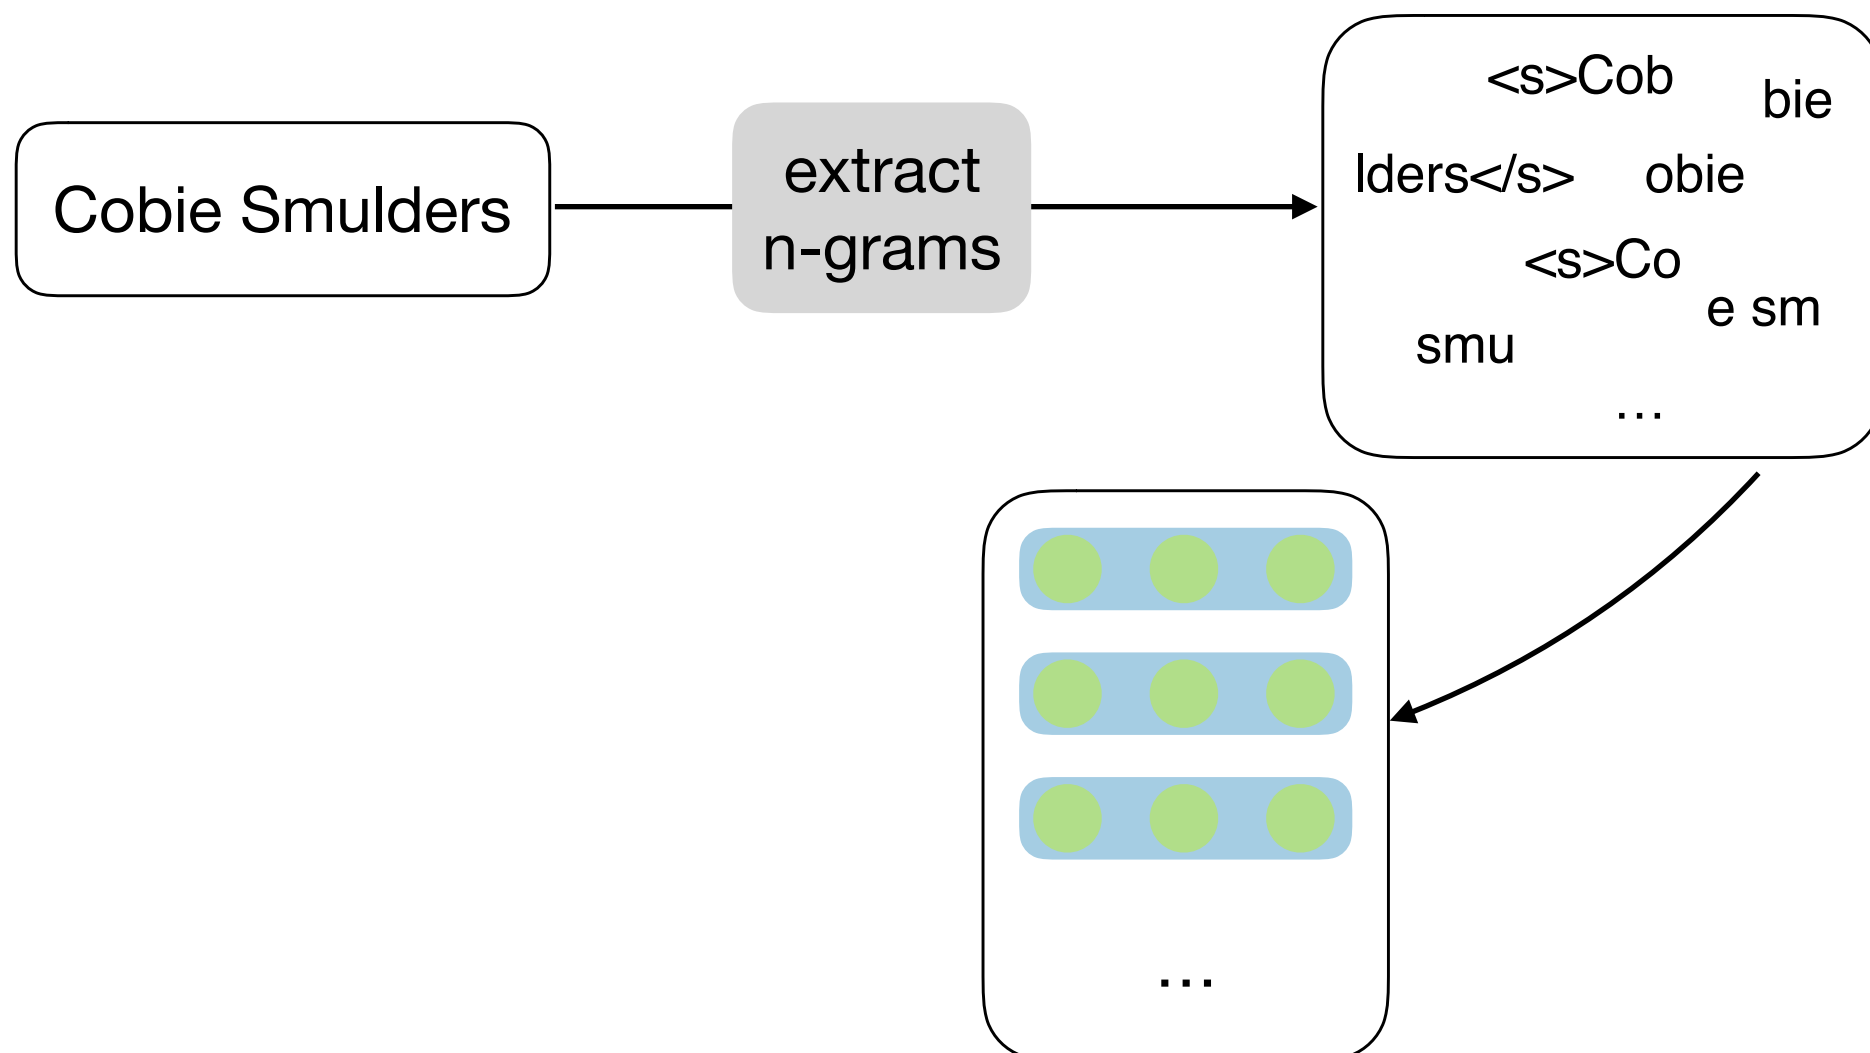 Cobie Smulders
extract
n-grams
<s>Cob
bie
lders</s>
obie
<s>Co
e sm
smu
...
...